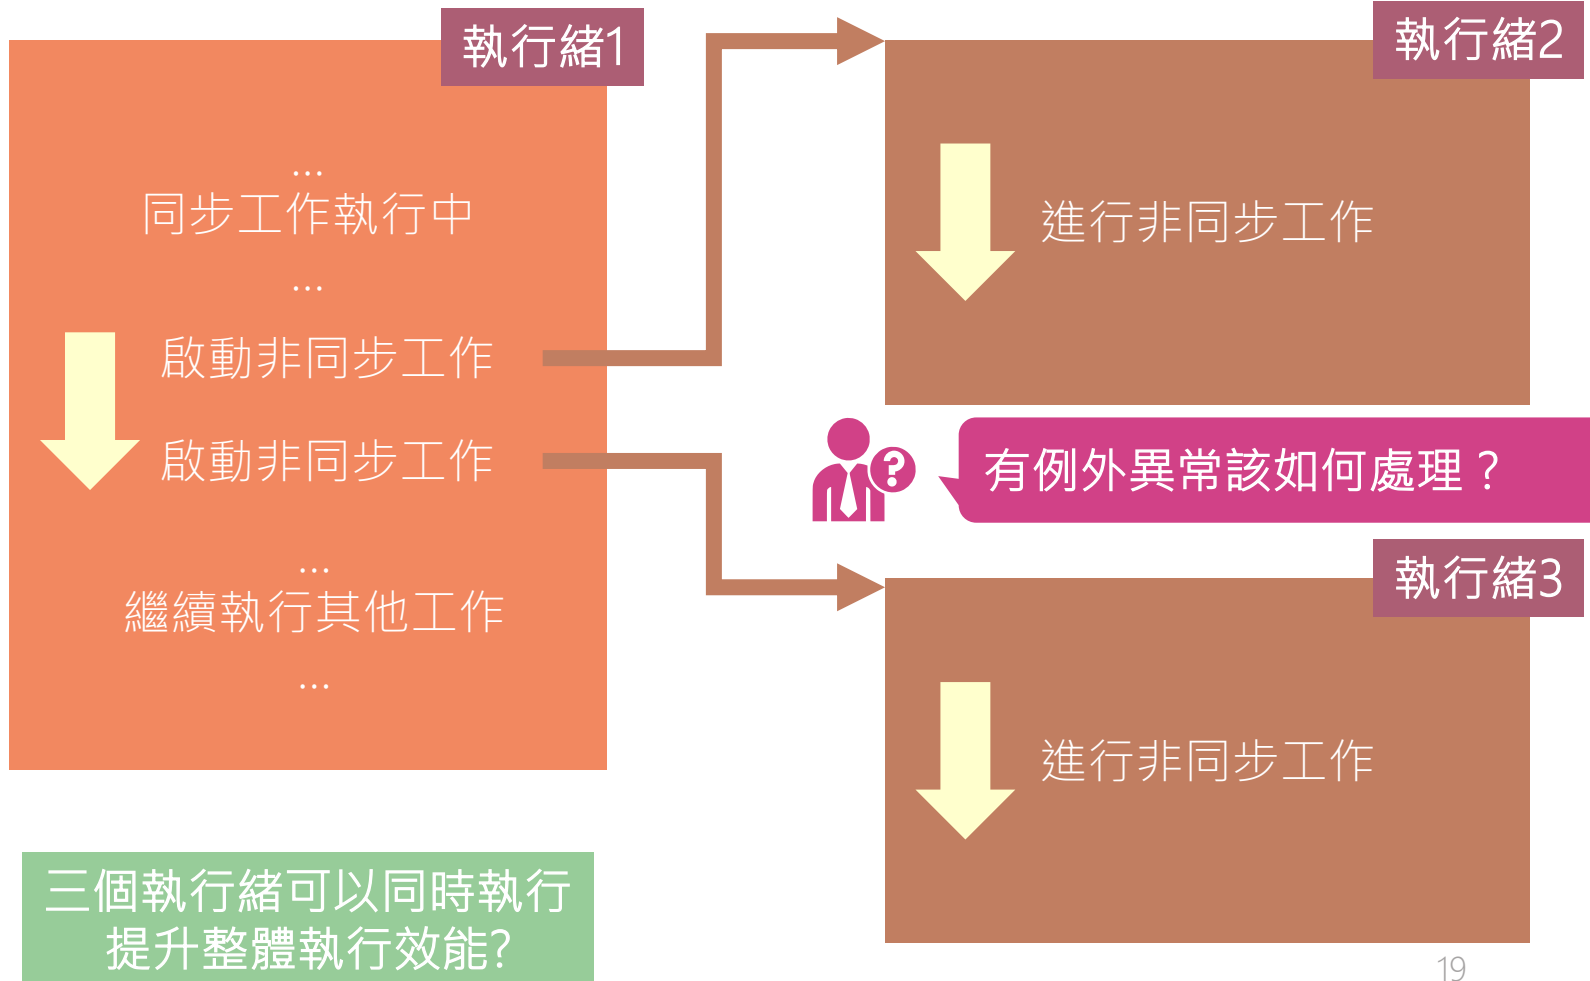 執行緒1
...
同步工作執行中
...
啟動非同步工作
啟動非同步工作
...
繼續執行其他工作
...
執行緒2
進行非同步工作
?
有例外異常該如何處理？
執行緒3
進行非同步工作
三個執行緒可以同時執行
提升整體執行效能?
19